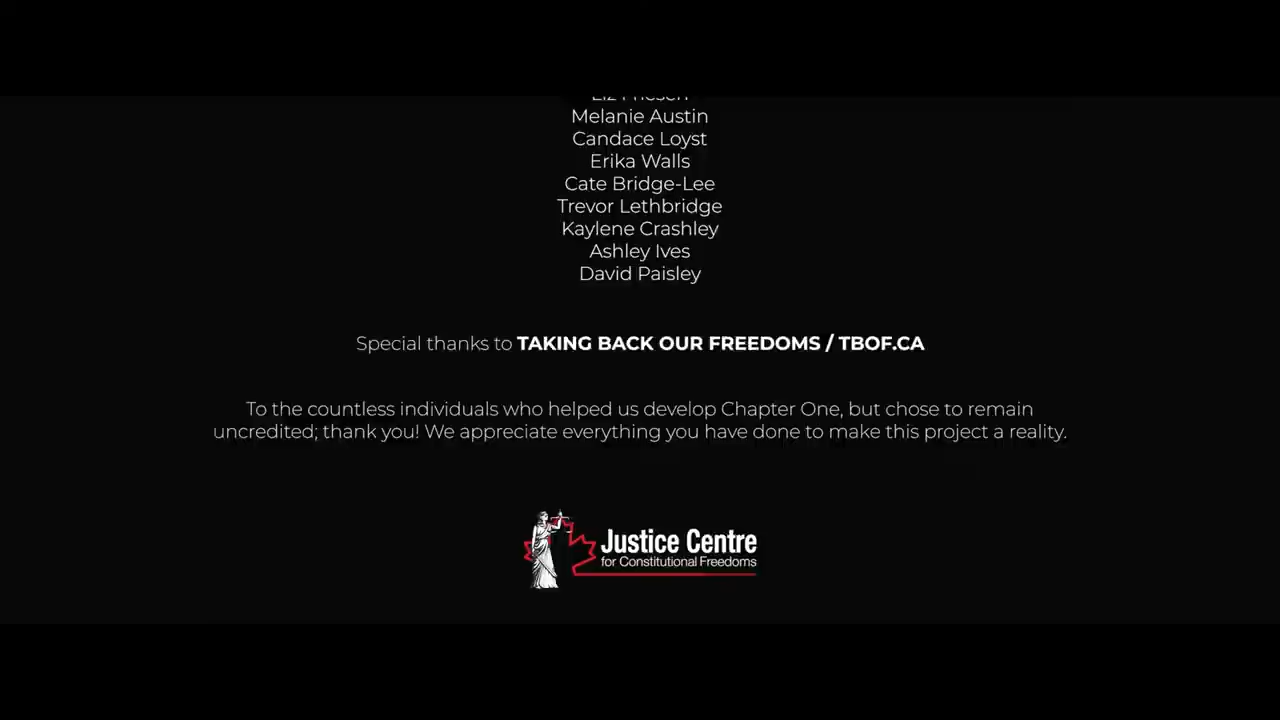 Melanie Austin
Candace Loyst
Erika Walls
Cate Bridge-Lee
Trevor Lethbridge
Kaylene Crashley
Ashley Ives
David Paisley
Special thanks to TAKING BACK OUR FREEDOMS / TBOF.CA
To the countless individuals who helped us develop Chapter One, but chose to remain
uncredited; thank you! We appreciate everything you have done to make this project a reality.
Justice Centre
for Constitutional Freedoms